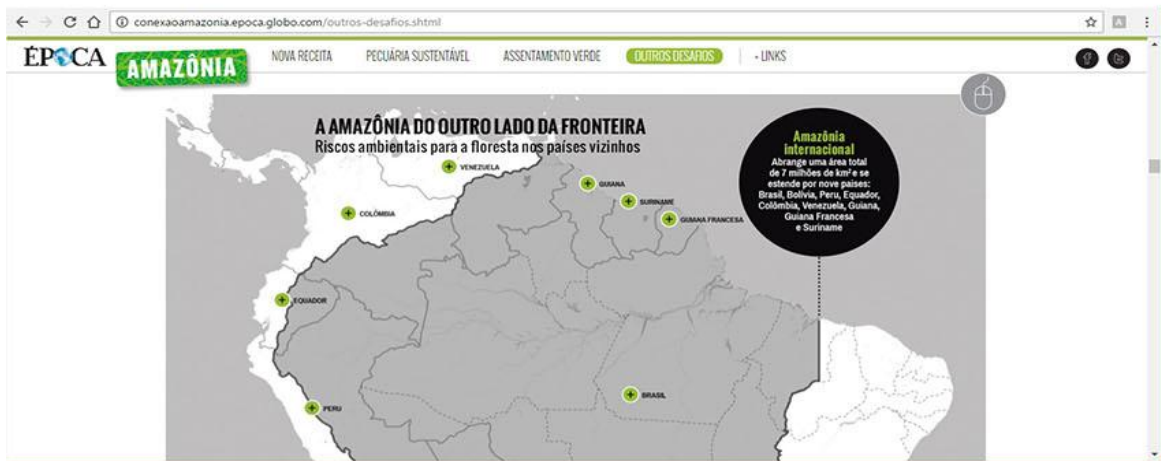 conexaoamazonia.epoca.globo.com/outros-desafios.shtml
ÉPOCA
AMAZÔNIA
NOVA RECEITA
PECUÁRIA SUSTENTÁVEL
ASSENTAMENTO VERDE
OUTROS DESAFIOS
+ LINKS
A AMAZÔNIA DO OUTRO LADO DA FRONTEIRA
Riscos ambientais para a floresta nos países vizinhos
Amazônia
internacional
Abrange uma área total
de 7 milhões de km² e se
estende por nove países:
Brasil, Bolívia, Peru, Equador,
Colômbia, Venezuela, Guiana,
Guiana Francesa
e Suriname
VENEZUELA
GUIANA
SURINAME
COLÔMBIA
GUIANA FRANCESA
EQUADOR
BRASIL
PERU